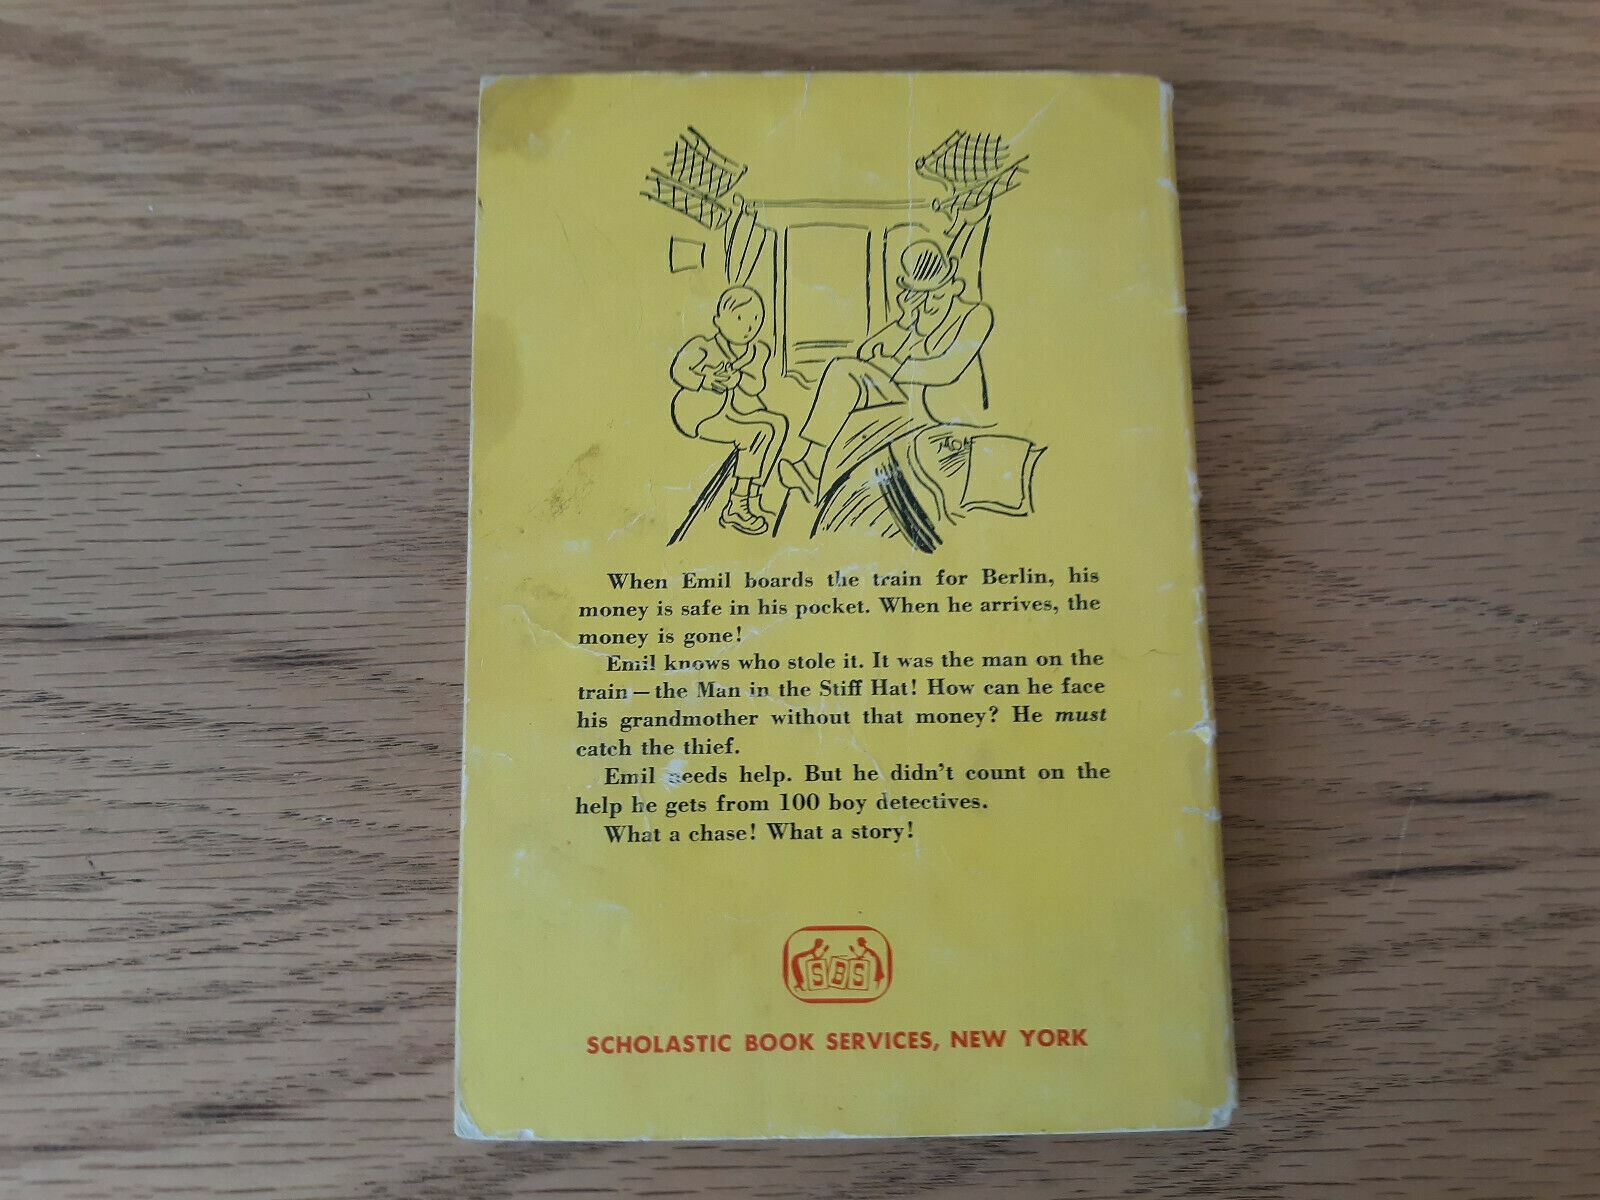 When Emil boards the train for Berlin, his
money is safe in his pocket. When he arrives, the
money is gone!
Emil knows who stole it. It was the man on the
train — the Man in the Stiff Hat! How can he face
his grandmother without that money? He must
catch the thief.
Emil needs help. But he didn't count on the
help he gets from 100 boy detectives.
What a chase! What a story!
SBS
SCHOLASTIC BOOK SERVICES, NEW YORK